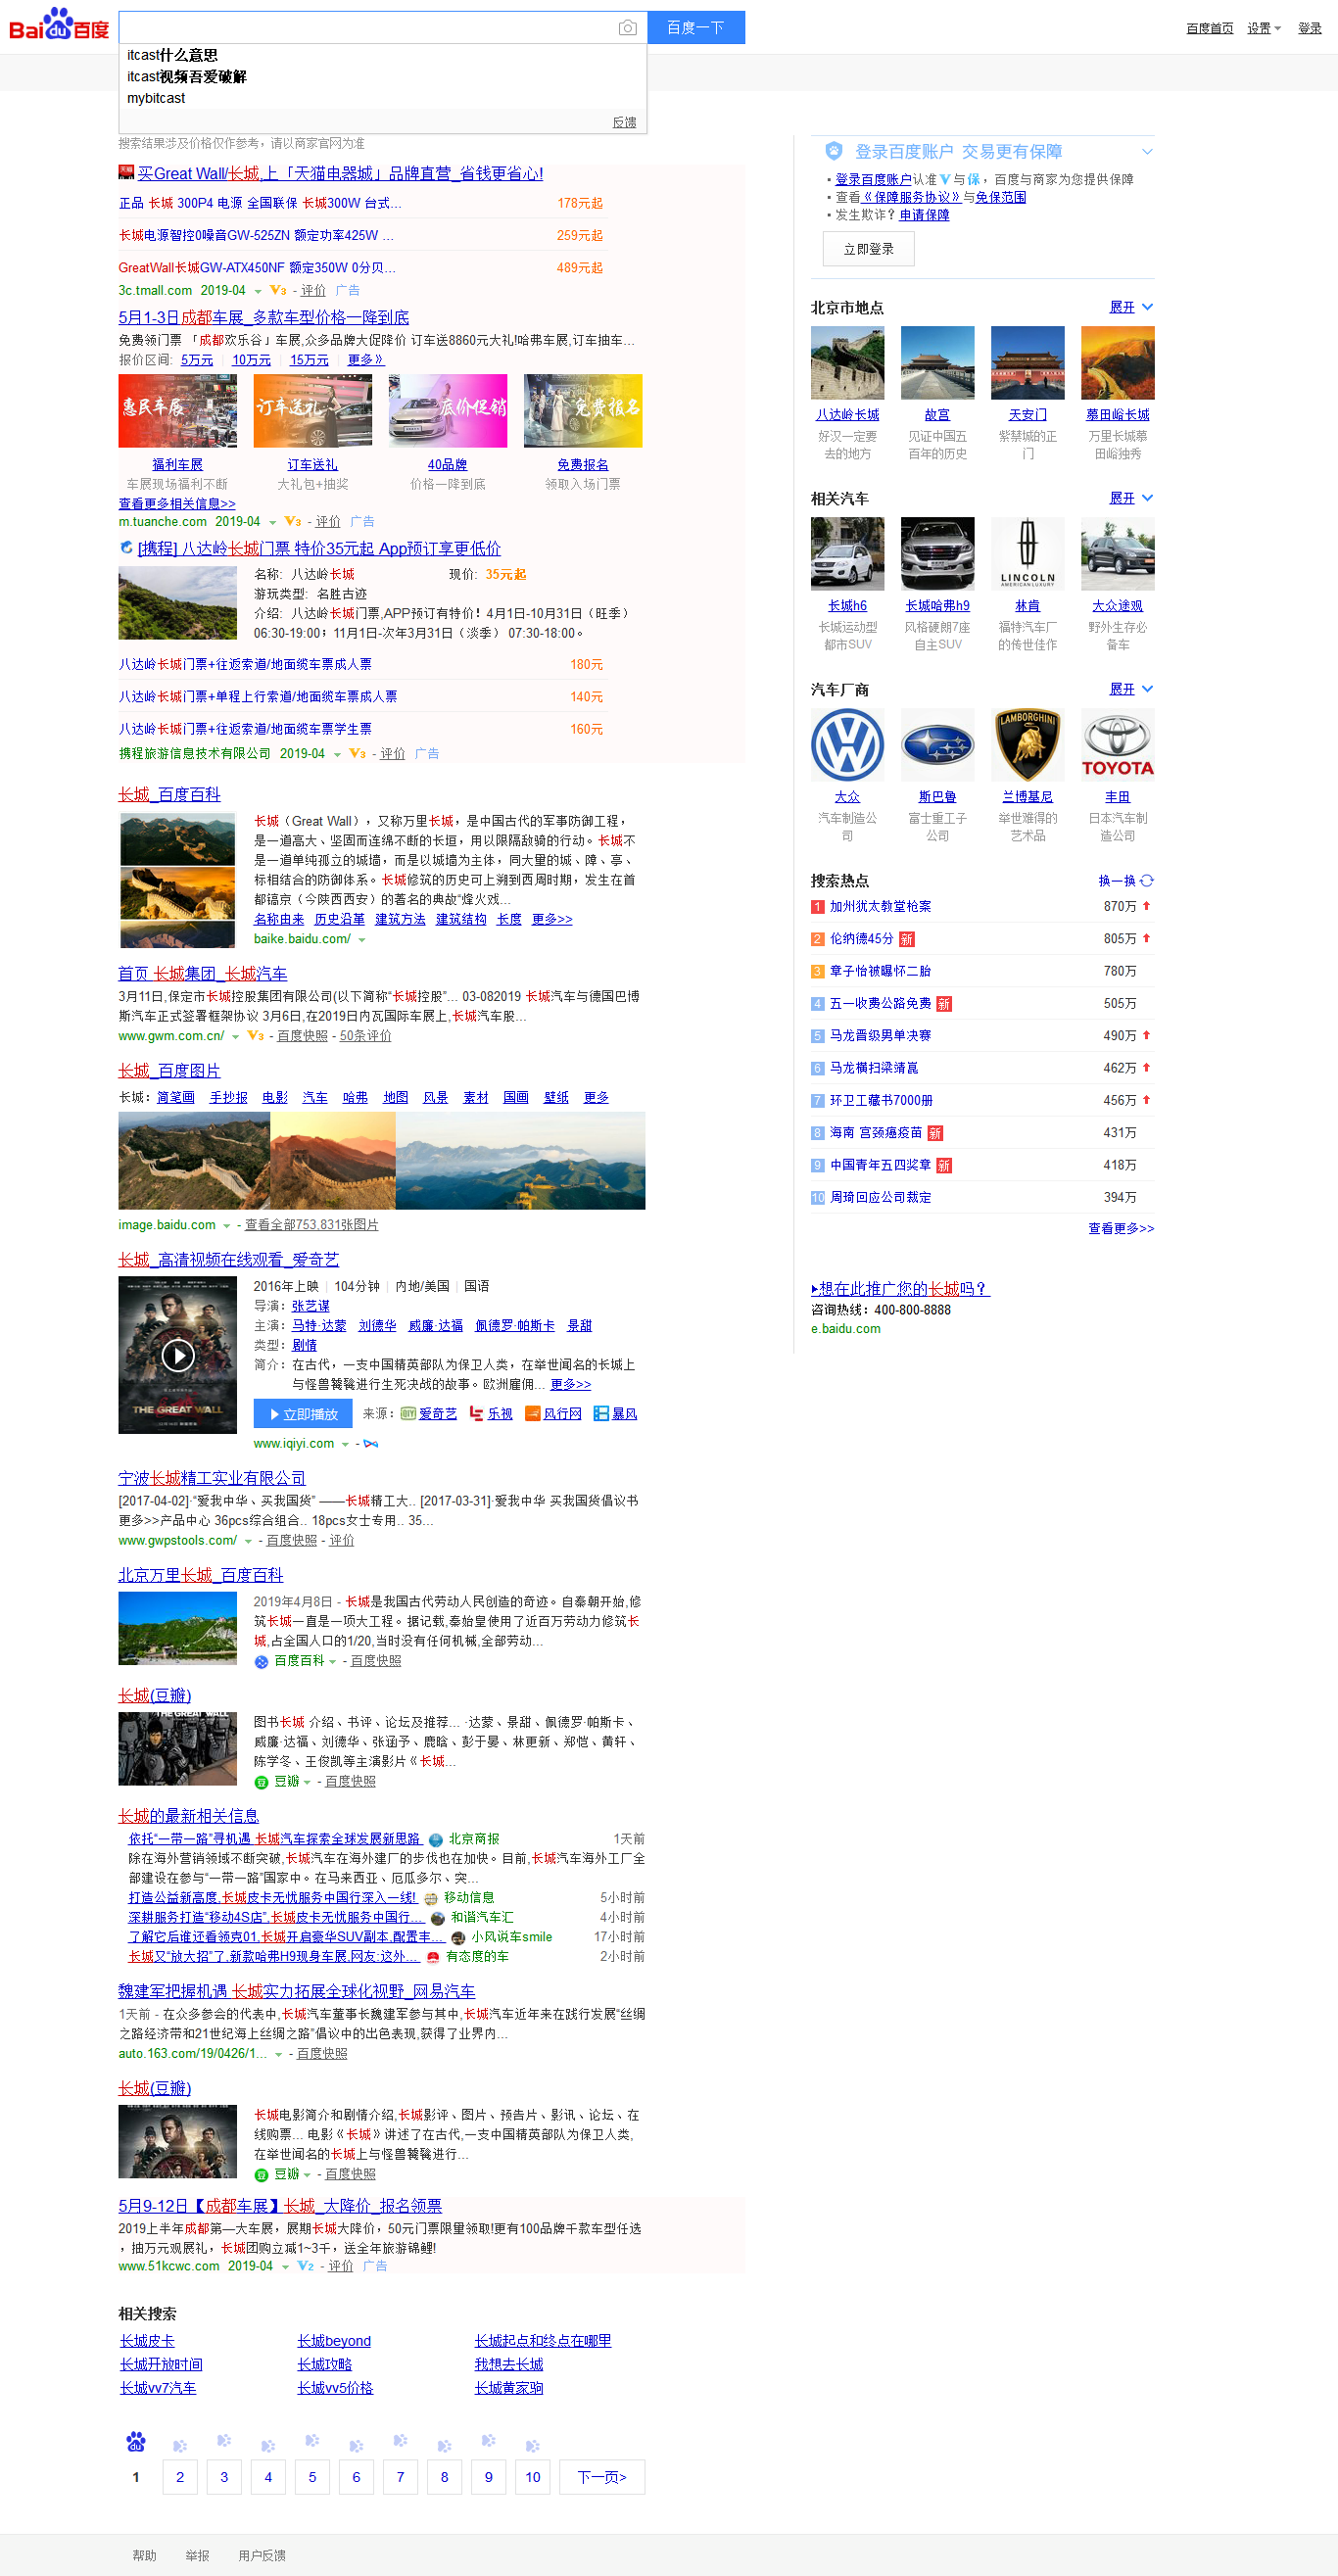 Bai du 百度
百度一下
百度首页 设置 登录
itcast什么意思
itcast视频吾爱破解
mybitcast
反馈
搜索结果涉及价格仅作参考，请以商家官网为准
买Great Wall/长城,上「天猫电器城」品牌直营_省钱更省心!
正品 长城 300P4 电源 全国联保 长城300W 台式... 178元起
长城电源智控0噪音GW-525ZN 额定功率425W ... 259元起
GreatWall长城GW-ATX450NF 额定350W 0分贝... 489元起
3c.tmall.com 2019-04 V3 - 评价 广告
5月1-3日成都车展_多款车型价格一降到底
免费领门票 「成都欢乐谷」车展,众多品牌大促降价 订车送8860元大礼!哈弗车展,订车抽车...
报价区间: 5万元 | 10万元 | 15万元 | 更多》
惠民车展 订车送礼 底价促销 免费报名
福利车展 订车送礼 40品牌 免费报名
车展现场福利不断 大礼包+抽奖 价格一降到底 领取入场门票
查看更多相关信息>>
m.tuanche.com 2019-04 V3 - 评价 广告
[携程] 八达岭长城门票 特价35元起 App预订享更低价
名称: 八达岭长城 现价: 35元起
游玩类型: 名胜古迹
介绍: 八达岭长城门票,APP预订有特价！4月1日-10月31日（旺季）
06:30-19:00；11月1日-次年3月31日（淡季） 07:30-18:00。
八达岭长城门票+往返索道/地面缆车票成人票 180元
八达岭长城门票+单程上行索道/地面缆车票成人票 140元
八达岭长城门票+往返索道/地面缆车票学生票 160元
携程旅游信息技术有限公司 2019-04 V3 - 评价 广告
长城_百度百科
长城（Great Wall），又称万里长城，是中国古代的军事防御工程，
是一道高大、坚固而连绵不断的长垣，用以限隔敌骑的行动。长城不
是一道单纯孤立的城墙，而是以城墙为主体，同大量的城、障、亭、
标相结合的防御体系。长城修筑的历史可上溯到西周时期，发生在首
都镐京（今陕西西安）的著名的典故“烽火戏...
名称由来 历史沿革 建筑方法 建筑结构 长度 更多>>
baike.baidu.com/
首页 长城集团_长城汽车
3月11日,保定市长城控股集团有限公司(以下简称“长城控股”... 03-082019 长城汽车与德国巴博
斯汽车正式签署框架协议 3月6日,在2019日内瓦国际车展上,长城汽车股...
www.gwm.com.cn/ V3 - 百度快照 - 50条评价
长城_百度图片
长城: 简笔画 手抄报 电影 汽车 哈弗 地图 风景 素材 国画 壁纸 更多
image.baidu.com - 查看全部753,831张图片
长城_高清视频在线观看_爱奇艺
2016年上映 | 104分钟 | 内地/美国 | 国语
导演: 张艺谋
主演: 马特·达蒙 刘德华 威廉·达福 佩德罗·帕斯卡 景甜
类型: 剧情
简介: 在古代，一支中国精英部队为保卫人类，在举世闻名的长城上
与怪兽饕餮进行生死决战的故事。欧洲雇佣... 更多>>
THE GREAT WALL
立即播放 来源: 爱奇艺 乐视 风行网 暴风
www.iqiyi.com -
宁波长城精工实业有限公司
[2017-04-02]·“爱我中华、买我国货” ——长城精工大.. [2017-03-31]·爱我中华 买我国货倡议书
更多>>产品中心 36pcs综合组合.. 18pcs女士专用.. 35...
www.gwpstools.com/ - 百度快照 - 评价
北京万里长城_百度百科
2019年4月8日 - 长城是我国古代劳动人民创造的奇迹。自秦朝开始,修
筑长城一直是一项大工程。据记载,秦始皇使用了近百万劳动力修筑长
城,占全国人口的1/20,当时没有任何机械,全部劳动...
百度百科 - 百度快照
长城(豆瓣)
THE GREAT WALL
图书长城 介绍、书评、论坛及推荐... ·达蒙、景甜、佩德罗·帕斯卡、
威廉·达福、刘德华、张涵予、鹿晗、彭于晏、林更新、郑恺、黄轩、
陈学冬、王俊凯等主演影片《长城...
豆 豆瓣 - 百度快照
长城的最新相关信息
依托“一带一路”寻机遇 长城汽车探索全球发展新思路 北京商报 1天前
除在海外营销领域不断突破,长城汽车在海外建厂的步伐也在加快。目前,长城汽车海外工厂全
部建设在参与“一带一路”国家中。在马来西亚、厄瓜多尔、突...
打造公益新高度,长城皮卡无忧服务中国行深入一线! 移动信息 5小时前
深耕服务打造“移动4S店”,长城皮卡无忧服务中国行... 和谐汽车汇 4小时前
了解它后谁还看领克01,长城开启豪华SUV副本,配置丰... 小风说车smile 17小时前
长城又“放大招”了,新款哈弗H9现身车展,网友:这外... 有态度的车 2小时前
魏建军把握机遇 长城实力拓展全球化视野_网易汽车
1天前 - 在众多参会的代表中,长城汽车董事长魏建军参与其中,长城汽车近年来在践行发展“丝绸
之路经济带和21世纪海上丝绸之路”倡议中的出色表现,获得了业界内...
auto.163.com/19/0426/1... - 百度快照
长城(豆瓣)
长城电影简介和剧情介绍,长城影评、图片、预告片、影讯、论坛、在
线购票... 电影《长城》讲述了在古代,一支中国精英部队为保卫人类,
在举世闻名的长城上与怪兽饕餮进行...
豆 豆瓣 - 百度快照
5月9-12日【成都车展】长城_大降价_报名领票
2019上半年成都第一大车展，展期长城大降价，50元门票限量领取!更有100品牌千款车型任选
，抽万元观展礼，长城团购立减1~3千，送全年旅游锦鲤!
www.51kcwc.com 2019-04 V2 - 评价 广告
相关搜索
长城皮卡 长城beyond 长城起点和终点在哪里
长城开放时间 长城攻略 我想去长城
长城vv7汽车 长城vv5价格 长城黄家驹
du
1 2 3 4 5 6 7 8 9 10 下一页>
登录百度账户 交易更有保障
• 登录百度账户认准V与保，百度与商家为您提供保障
• 查看《保障服务协议》与免保范围
• 发生欺诈？申请保障
立即登录
北京市地点 展开
八达岭长城 故宫 天安门 慕田峪长城
好汉一定要 见证中国五 紫禁城的正 万里长城慕
去的地方 百年的历史 门 田峪独秀
相关汽车 展开
LINCOLN
AMERICAN LUXURY
长城h6 长城哈弗h9 林肯 大众途观
长城运动型 风格硬朗7座 福特汽车厂 野外生存必
都市SUV 自主SUV 的传世佳作 备车
汽车厂商 展开
LAMBORGHINI
TOYOTA
大众 斯巴鲁 兰博基尼 丰田
汽车制造公 富士重工子 举世难得的 日本汽车制
司 公司 艺术品 造公司
搜索热点 换一换
1 加州犹太教堂枪案 870万
2 伦纳德45分 新 805万
3 章子怡被曝怀二胎 780万
4 五一收费公路免费 新 505万
5 马龙晋级男单决赛 490万
6 马龙横扫梁靖崑 462万
7 环卫工藏书7000册 456万
8 海南 宫颈癌疫苗 新 431万
9 中国青年五四奖章 新 418万
10 周琦回应公司裁定 394万
查看更多>>
想在此推广您的长城吗？
咨询热线：400-800-8888
e.baidu.com
帮助 举报 用户反馈